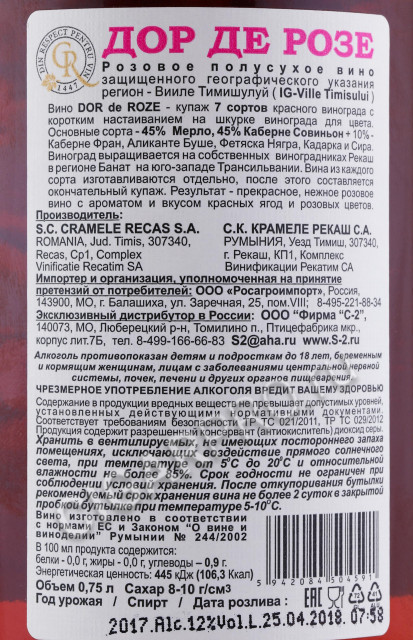 DIN RESPECT PENTRU VIN
CR
1447
ДОР ДЕ РОЗЕ
Розовое полусухое вино
защищенного географического указания
регион - Вииле Тимишулуй ( IG-Ville Timisului )
Вино DOR de ROZE - купаж 7 сортов красного винограда с
коротким настаиванием на шкурке винограда для цвета.
Основные сорта - 45% Мерло, 45% Каберне Совиньон + 10% -
Каберне Фран, Аликанте Буше, Фетяска Нягра, Кадарка и Сира.
Виноград выращивается на собственных виноградниках Рекаш
в регионе Банат на юго-западе Трансильвании. Вина из каждого
сорта изготавливаются отдельно, после этого составляется
окончательный купаж. Результат - прекрасное, нежное розовое
вино с ароматом и вкусом красных ягод и розовых цветов.
Производитель:
S.C. CRAMELE RECAS S.A.
ROMANIA, Jud. Timis, 307340,
Recas, Cp1, Complex
Vinificatie Recatim SA
С.К. КРАМЕЛЕ РЕКАШ С.А.
РУМЫНИЯ, Уезд Тимиш, 307340,
г. Рекаш, КП1, Комплекс
Винификации Рекатим СА
Импортер и организация, уполномоченная на принятие
претензий от потребителей: ООО «Росагроимпорт», Россия,
143900, МО, г. Балашиха, ул. Заречная, 25, пом.VIII; 8-495-221-88-34
Эксклюзивный дистрибутор в России: ООО "Фирма "С-2",
140073, МО, Люберецкий р-н, Томилино п., Птицефабрика мкр.,
корпус лит.7Б, тел. 8-499-166-66-83 S2@aha.ru www.S-2.ru
Алкоголь противопоказан детям и подросткам до 18 лет, беременным
и кормящим женщинам, лицам с заболеваниями центральной нервной
системы, почек, печени и других органов пищеварения.
ЧРЕЗМЕРНОЕ УПОТРЕБЛЕНИЕ АЛКОГОЛЯ ВРЕДИТ ВАШЕМУ ЗДОРОВЬЮ
Содержание в продукции вредных веществ не превышает допустимых уровней,
установленных действующими нормативными документами.
Соответствует требованиям безопасности ТР ТС 021/2011, ТР ТС 029/2012
Продукция содержит разрешенный консервант (антиокислитель) диоксид серы.
Хранить в вентилируемых, не имеющих постороннего запаха
помещениях, исключающих воздействие прямого солнечного
света, при температуре от 5°C до 20°C и относительной
влажности не более 85%. Срок годности не ограничен при
соблюдении условий хранения. После откупоривания бутылки
рекомендуемый срок хранения вина не более 2 суток в закрытой
пробкой бутылке при температуре 5-10°C.
Вино изготовлено в соответствии
с нормами ЕС и Законом "О вине и
виноделии" Румынии № 244/2002
В 100 мл продукта содержится:
белки - 0,0 г, жиры - 0,0 г, углеводы – 0,9 г.
Энергетическая ценность: 445 кДж (106,3 Ккал)
Объем 0,75 л Сахар 8-10 г/см³
Год урожая / Спирт / Дата розлива
5 942084 504591
EAC
2017.Alc.12%Vol.L.25.04.2018.07:58